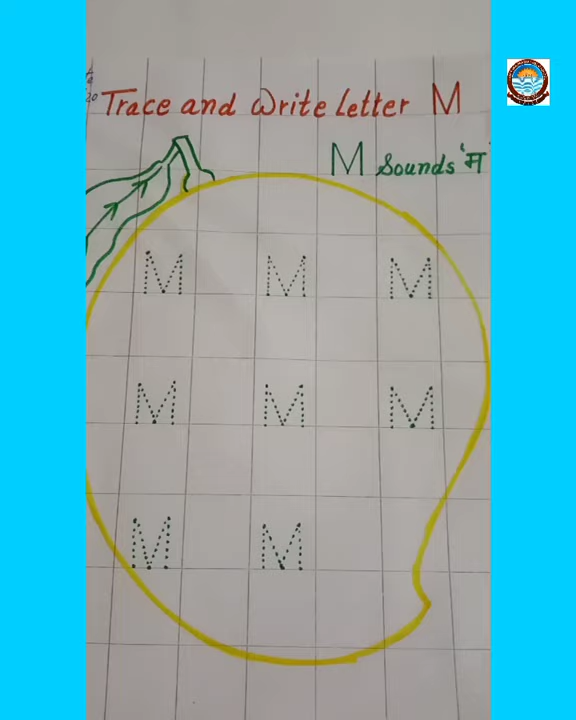 Trace and Write Letter M
M Sounds 'म'
M M M
M M M
M M